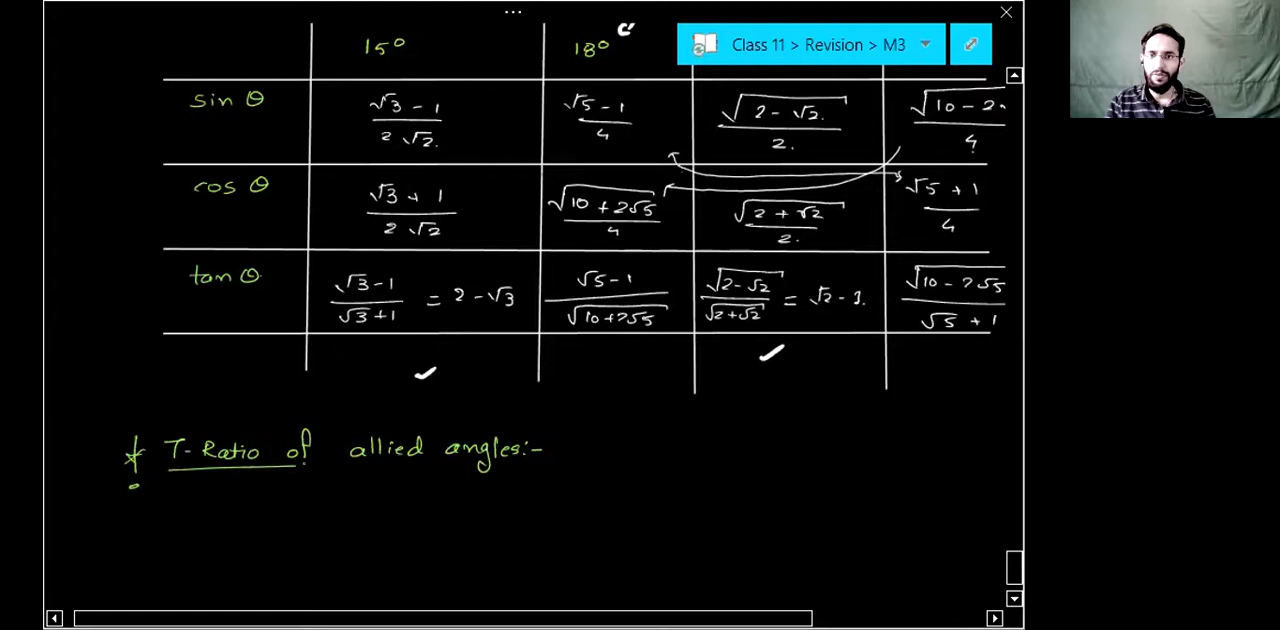 15° 18° Class 11 > Revision > M3
sin θ (√3 - 1)/(2√2) (√5 - 1)/4 √(2 - √2)/2 √(10 - 2
/4
cos θ (√3 + 1)/(2√2) √(10 + 2√5)/4 √(2 + √2)/2 (√5 + 1)/4
tan θ (√3 - 1)/(√3 + 1) = 2 - √3 (√5 - 1)/√(10 + 2√5) √(2 - √2)/√(2 + √2) = √2 - 1 √(10 - 2√5)/(√5 + 1)
* T-Ratio of allied angles:-